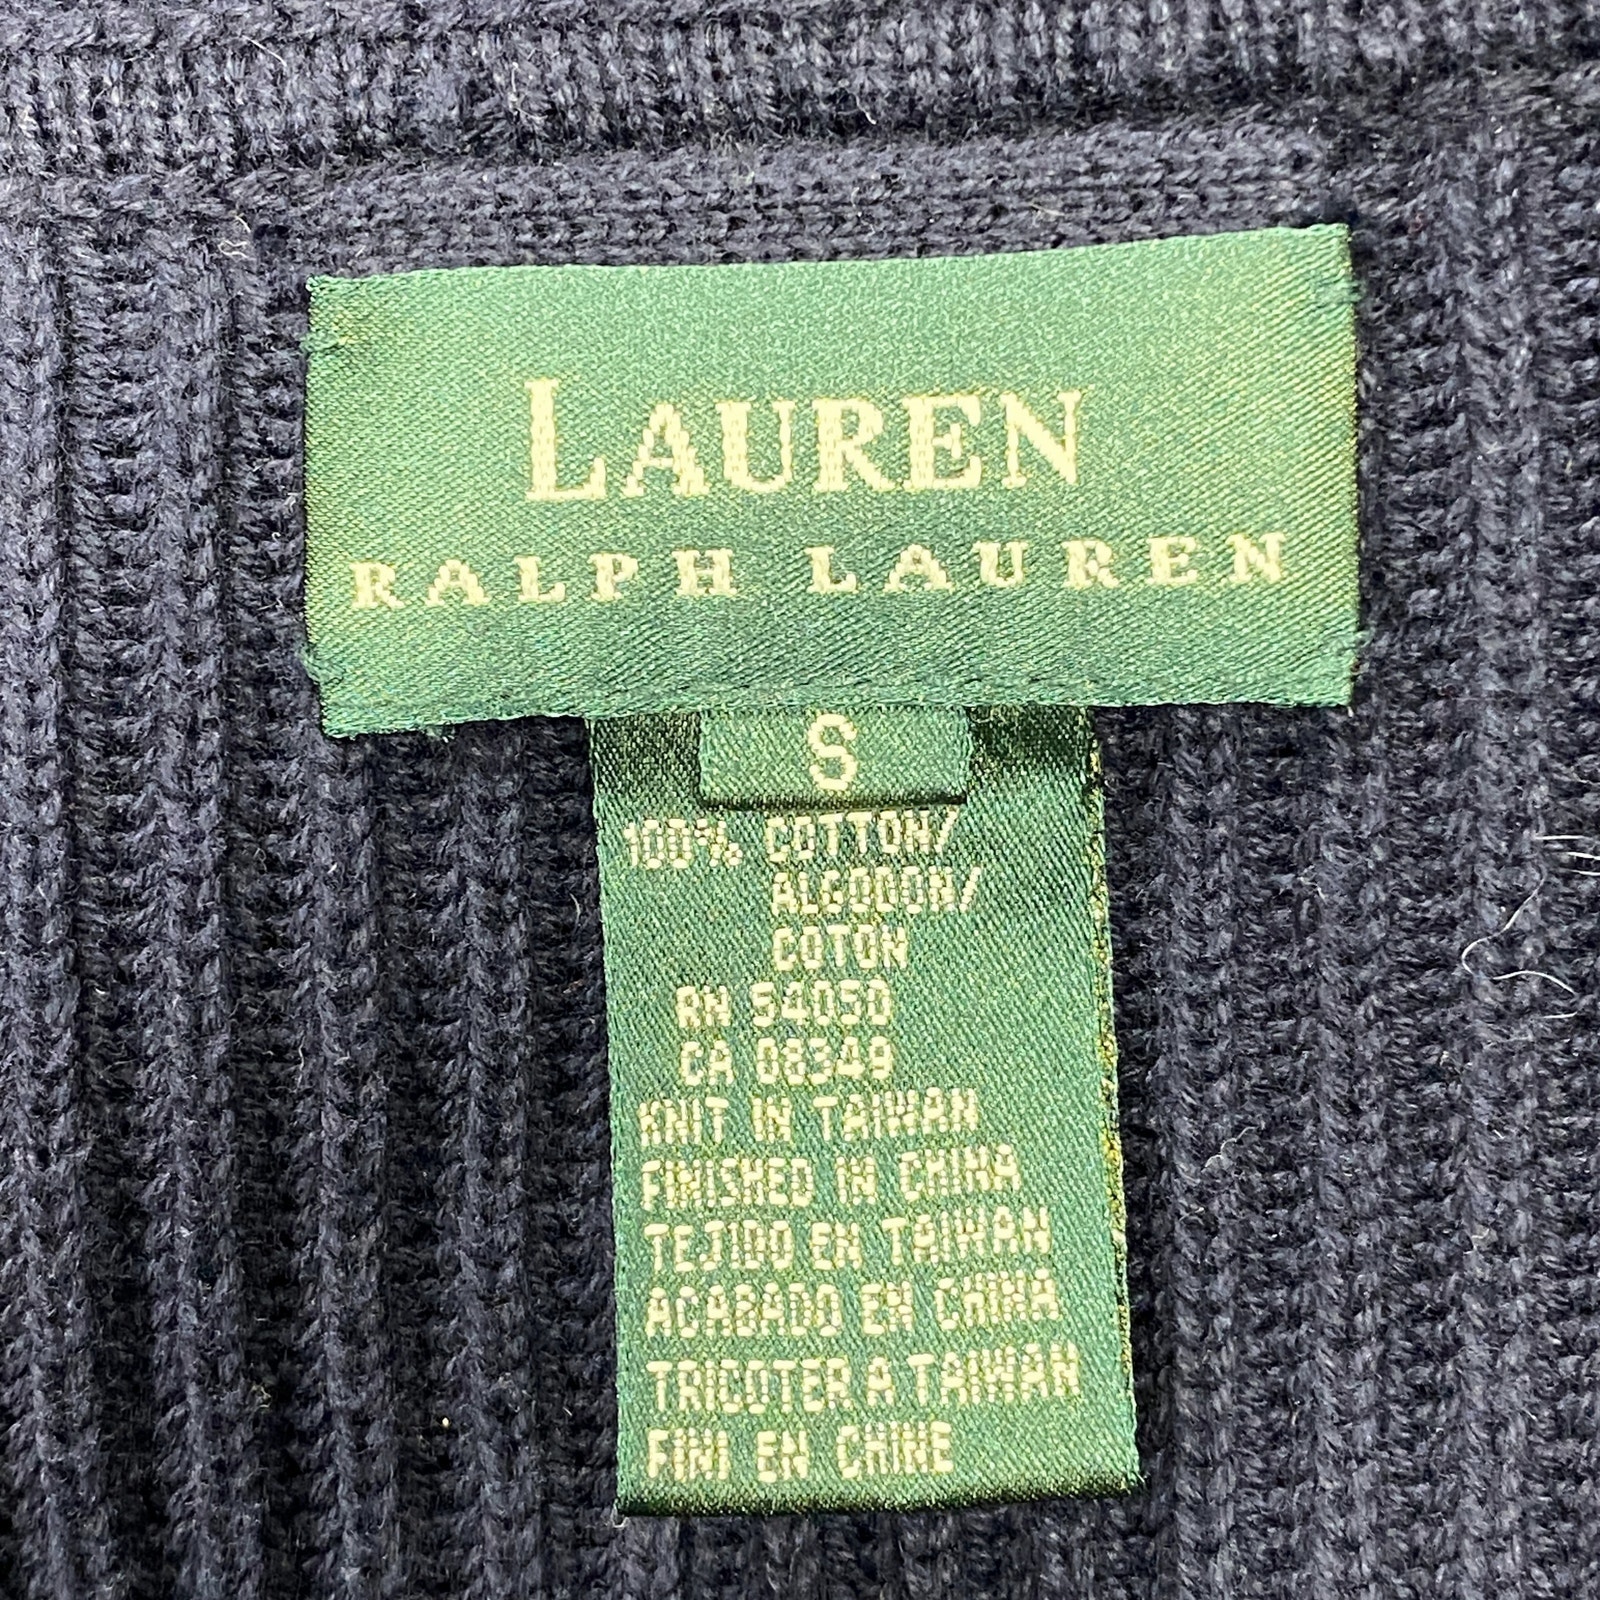 LAUREN
RALPH LAUREN
S
100% COTTON/
ALGODON/
COTON
RN 54050
CA 08349
KNIT IN TAIWAN
FINISHED IN CHINA
TEJIDO EN TAIWAN
ACABADO EN CHINA
TRICOTER A TAIWAN
FINI EN CHINE